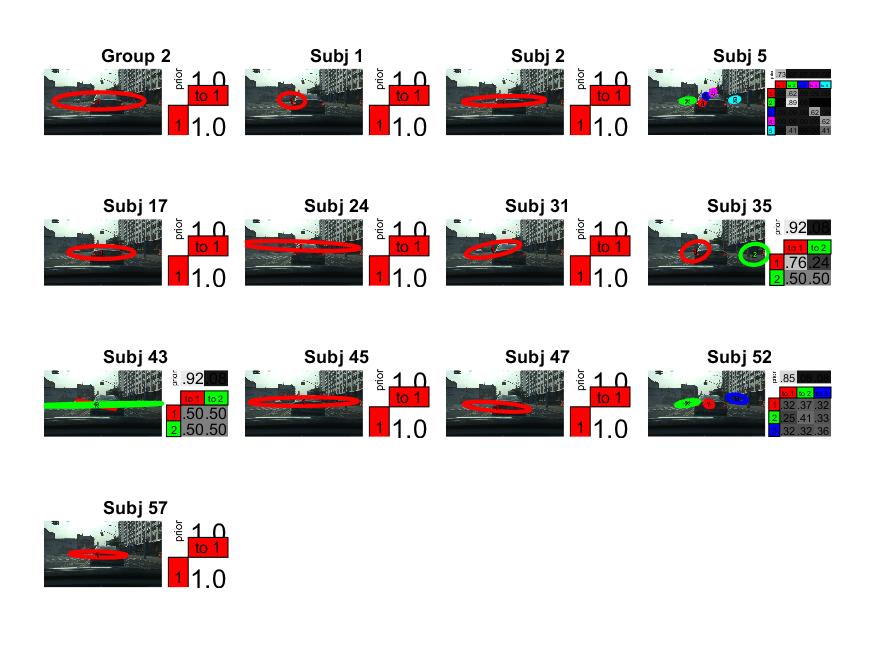 Group 2
prior 1.0
to 1
1 1.0
Subj 1
prior 1.0
to 1
1 1.0
Subj 2
prior 1.0
to 1
1 1.0
Subj 5
.73
.62
.89
.62
.62
.41 .41
Subj 17
prior 1.0
to 1
1 1.0
Subj 24
prior 1.0
to 1
1 1.0
Subj 31
prior 1.0
to 1
1 1.0
Subj 35
prior .92 .08
to 1 to 2
1 .76 .24
2 .50 .50
Subj 43
prior .92 .08
to 1 to 2
1 .50 .50
2 .50 .50
Subj 45
prior 1.0
to 1
1 1.0
Subj 47
prior 1.0
to 1
1 1.0
Subj 52
prior .85
to 1 to 2
1 .32 .37 .32
2 .25 .41 .33
.32 .32 .36
Subj 57
prior 1.0
to 1
1 1.0